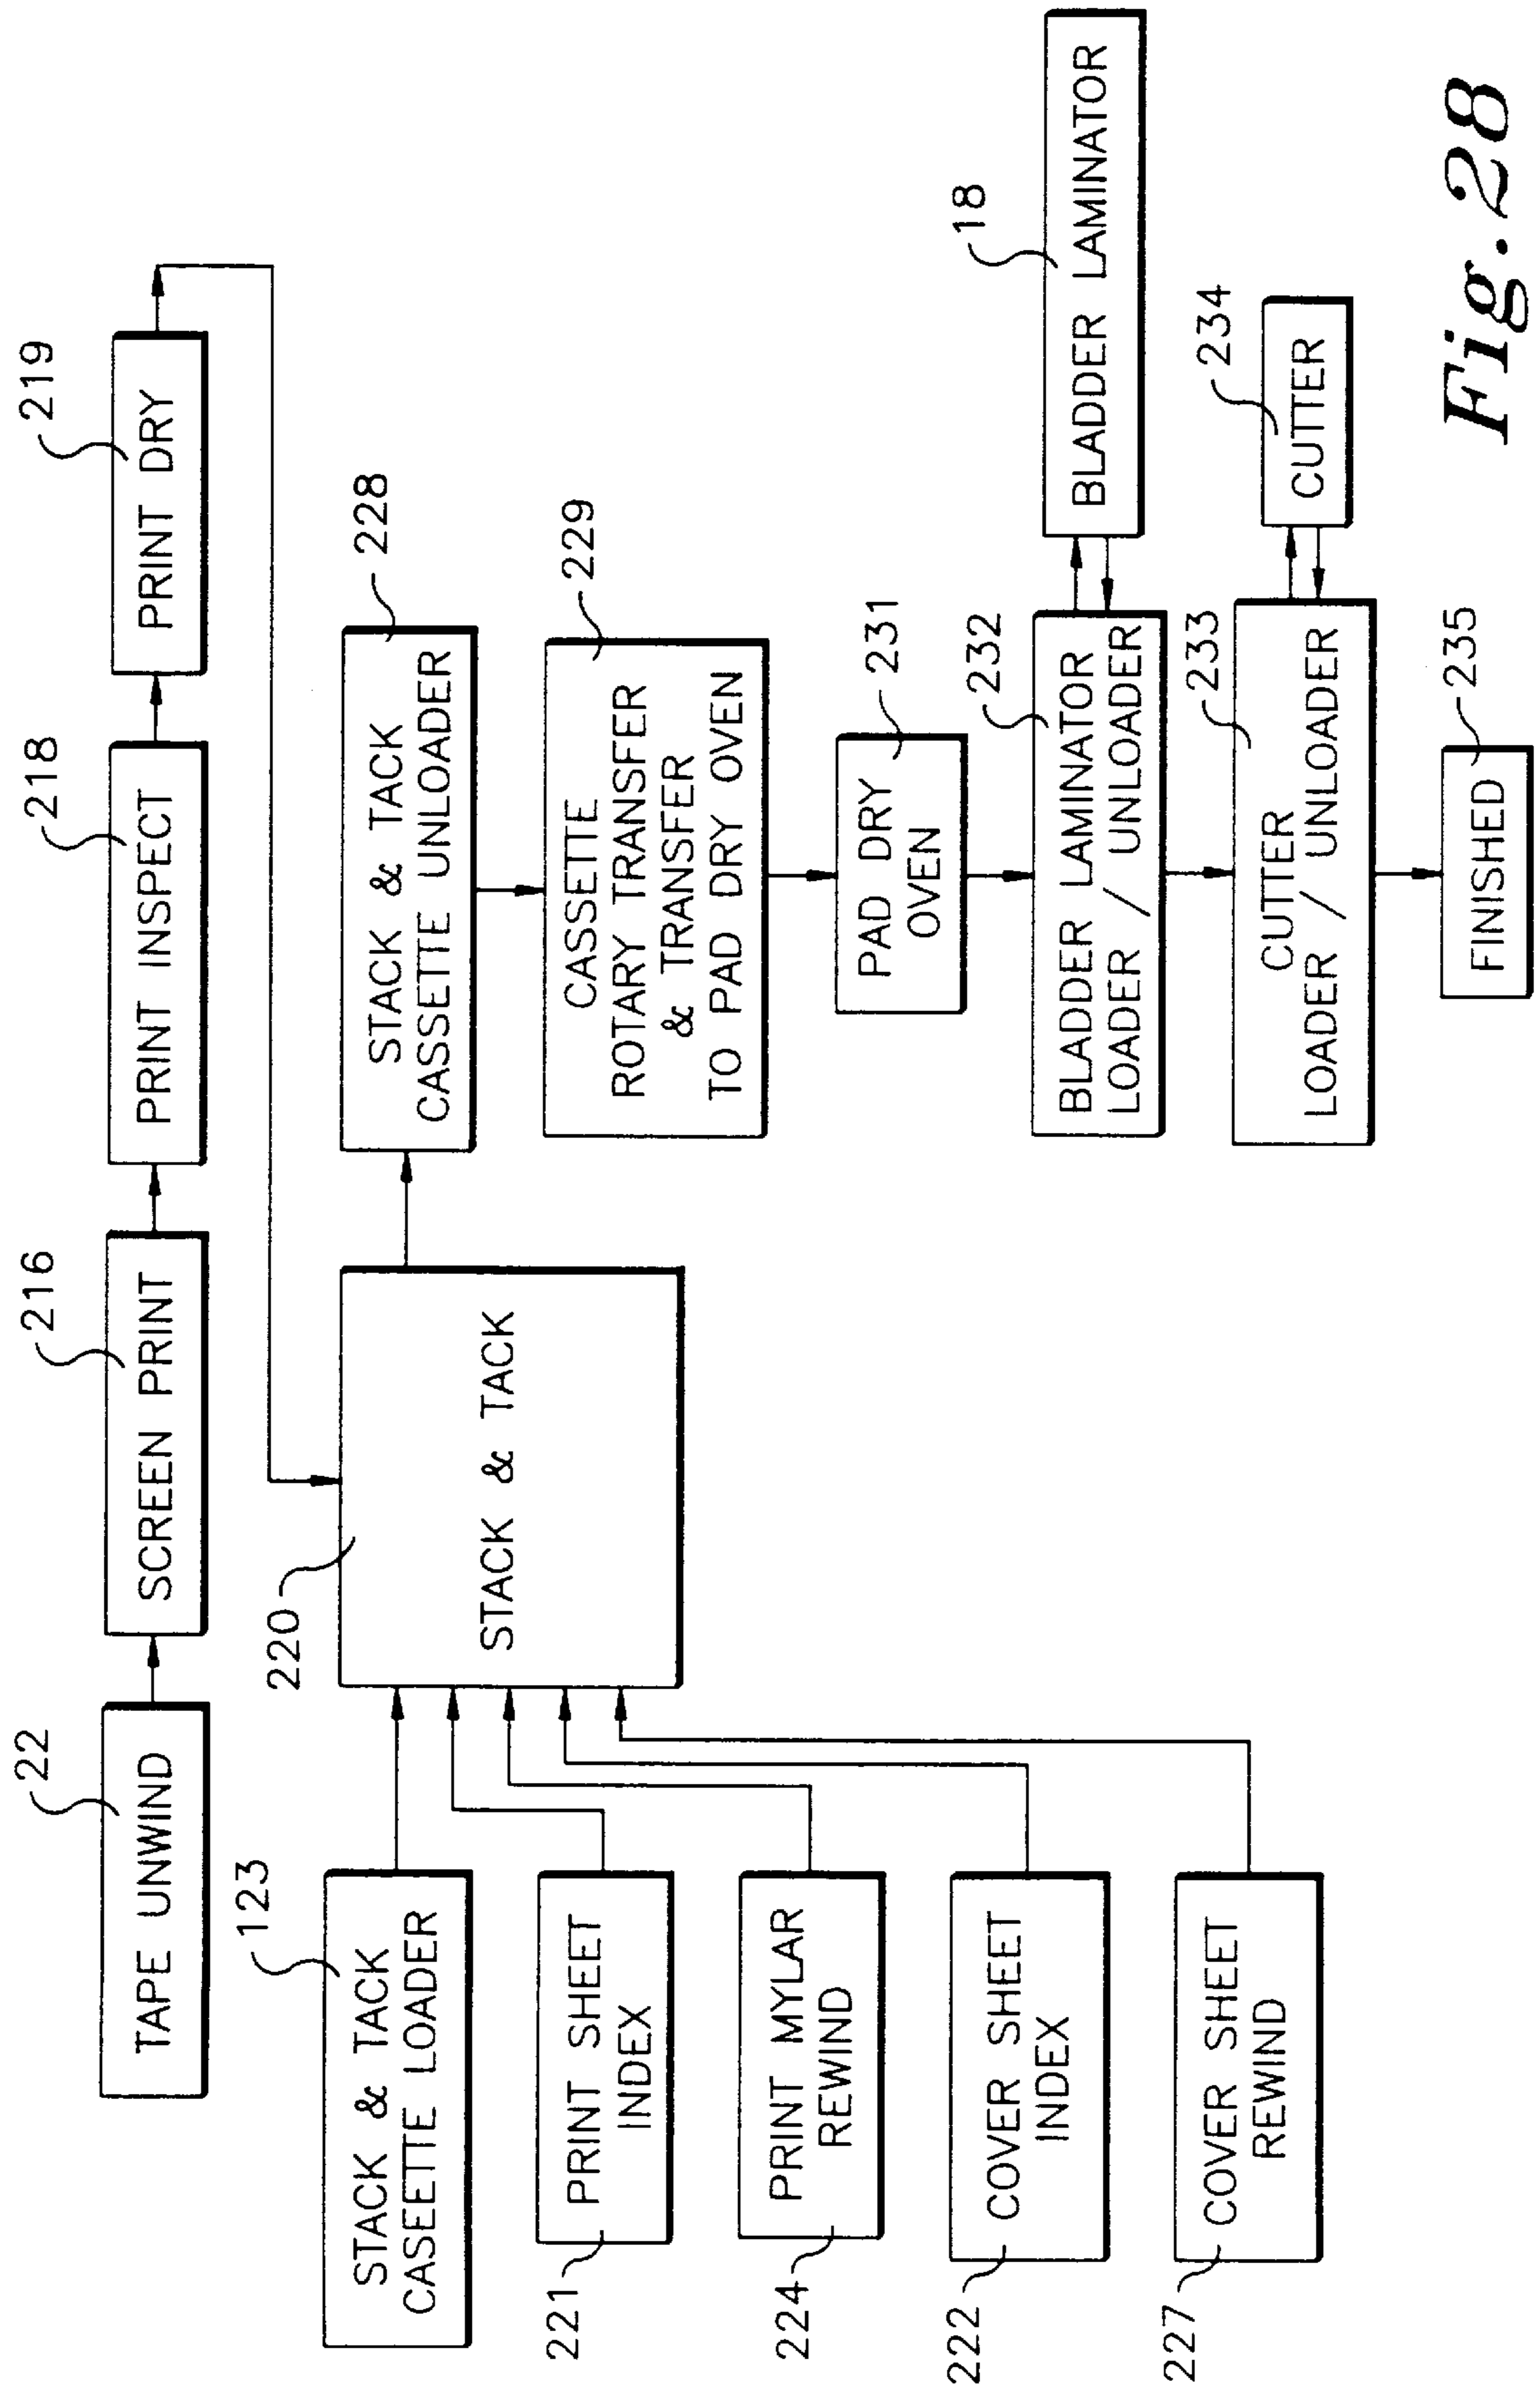 22
TAPE UNWIND
216
SCREEN PRINT
218
PRINT INSPECT
219
PRINT DRY
123
STACK & TACK
CASEETTE LOADER
221
PRINT SHEET
INDEX
224
PRINT MYLAR
REWIND
222
COVER SHEET
INDEX
227
COVER SHEET
REWIND
220
STACK & TACK
228
STACK & TACK
CASSETTE UNLOADER
229
CASSETTE
ROTARY TRANSFER
& TRANSFER
TO PAD DRY OVEN
231
PAD DRY
OVEN
232
BLADDER LAMINATOR
LOADER / UNLOADER
18
BLADDER LAMINATOR
233
CUTTER
LOADER / UNLOADER
234
CUTTER
235
FINISHED
Fig. 28